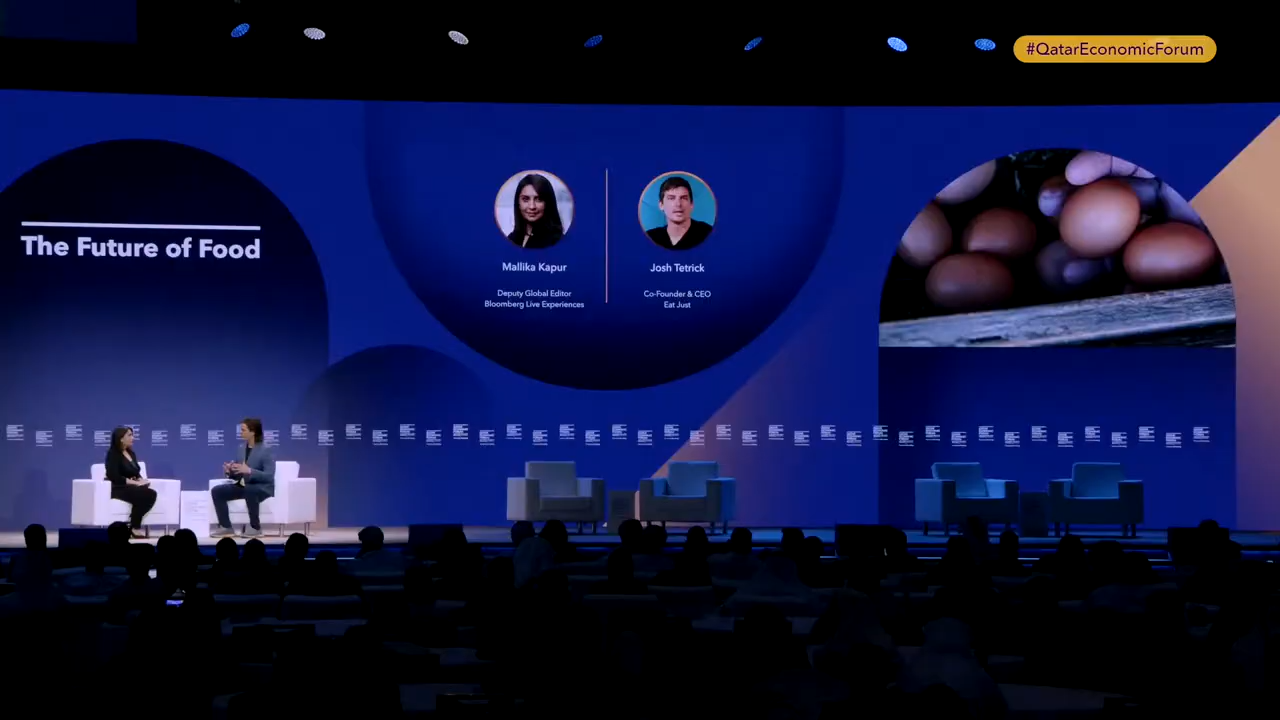 #QatarEconomicForum
The Future of Food
Mallika Kapur
Deputy Global Editor
Bloomberg Live Experiences
Josh Tetrick
Co-Founder & CEO
Eat Just